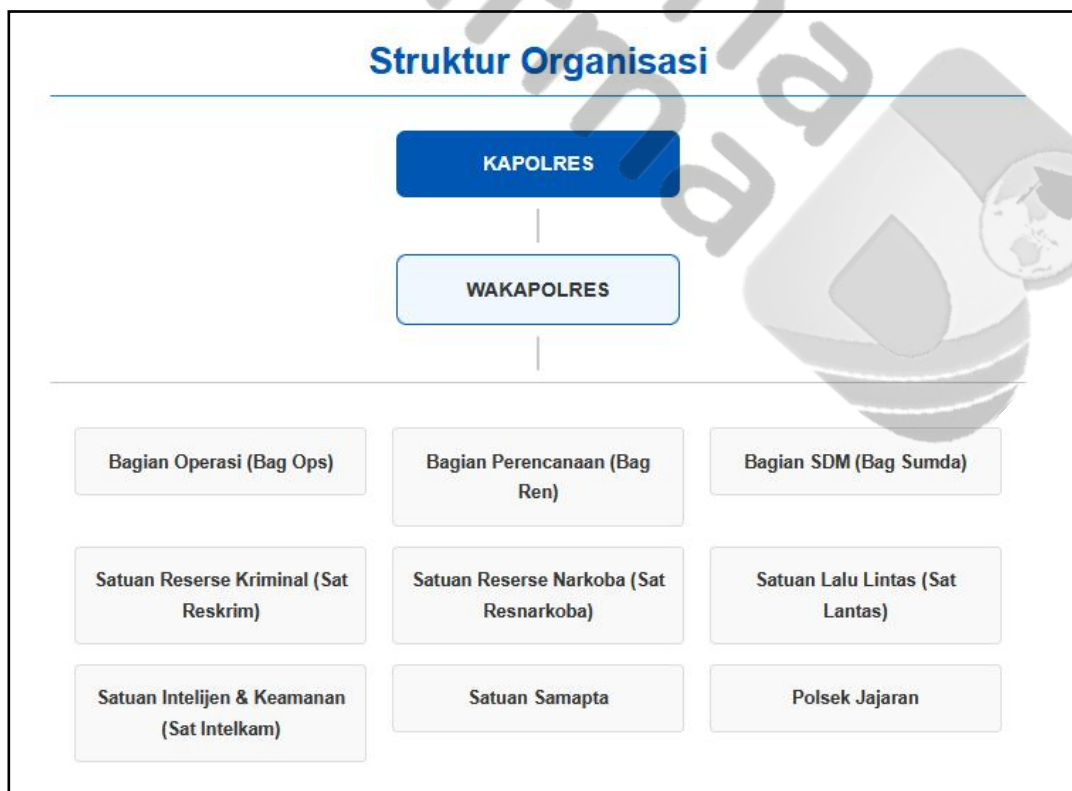 Struktur Organisasi
KAPOLRES
WAKAPOLRES
Bagian Operasi (Bag Ops)
Bagian Perencanaan (Bag
Ren)
Bagian SDM (Bag Sumda)
Satuan Reserse Kriminal (Sat
Reskrim)
Satuan Reserse Narkoba (Sat
Resnarkoba)
Satuan Lalu Lintas (Sat
Lantas)
Satuan Intelijen & Keamanan
(Sat Intelkam)
Satuan Samapta
Polsek Jajaran